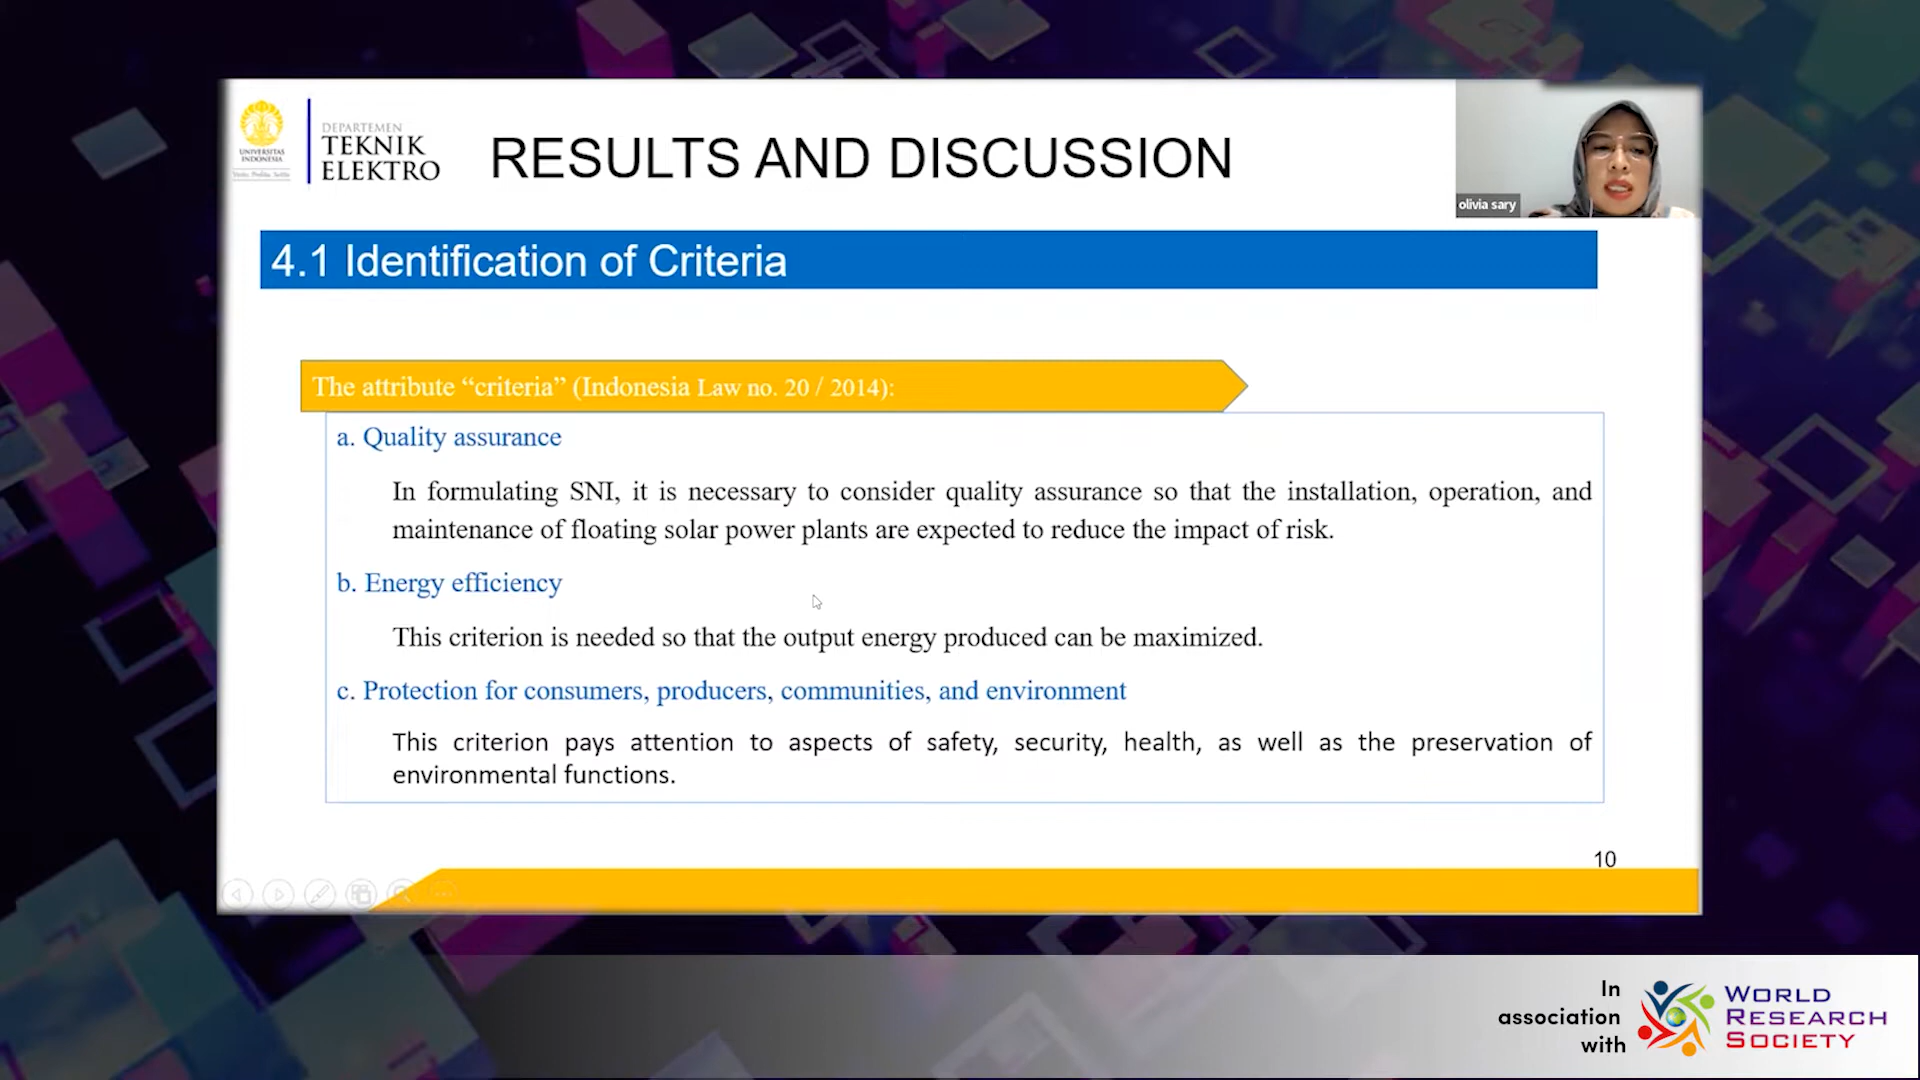 UNIVERSITAS
INDONESIA
DEPARTEMEN
TEKNIK
ELEKTRO
RESULTS AND DISCUSSION
olivia sary
4.1 Identification of Criteria
The attribute “criteria” (Indonesia Law no. 20 / 2014):
a. Quality assurance
In formulating SNI, it is necessary to consider quality assurance so that the installation, operation, and
maintenance of floating solar power plants are expected to reduce the impact of risk.
b. Energy efficiency
This criterion is needed so that the output energy produced can be maximized.
c. Protection for consumers, producers, communities, and environment
This criterion pays attention to aspects of safety, security, health, as well as the preservation of
environmental functions.
10
In
association
with
WORLD
RESEARCH
SOCIETY